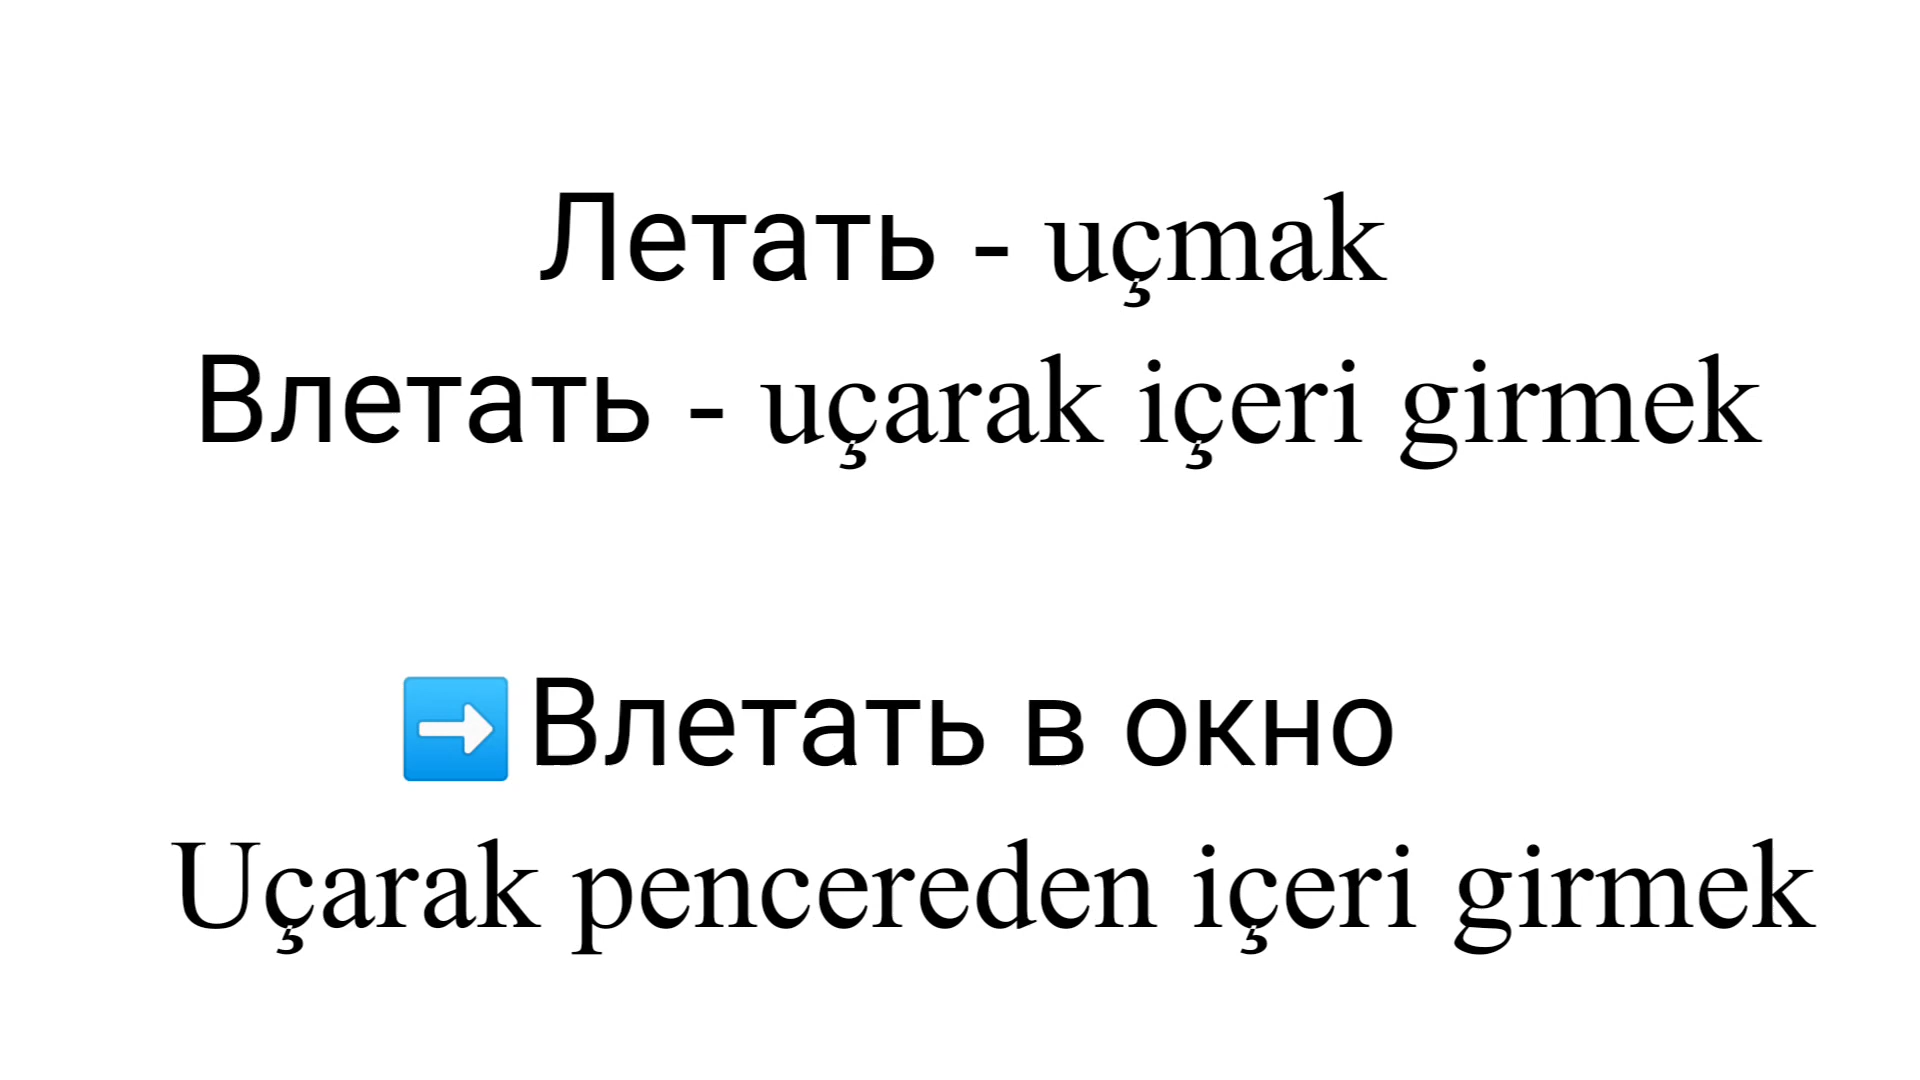 Летать - uçmak
Влетать - uçarak içeri girmek
➡️Влетать в окно
Uçarak pencereden içeri girmek